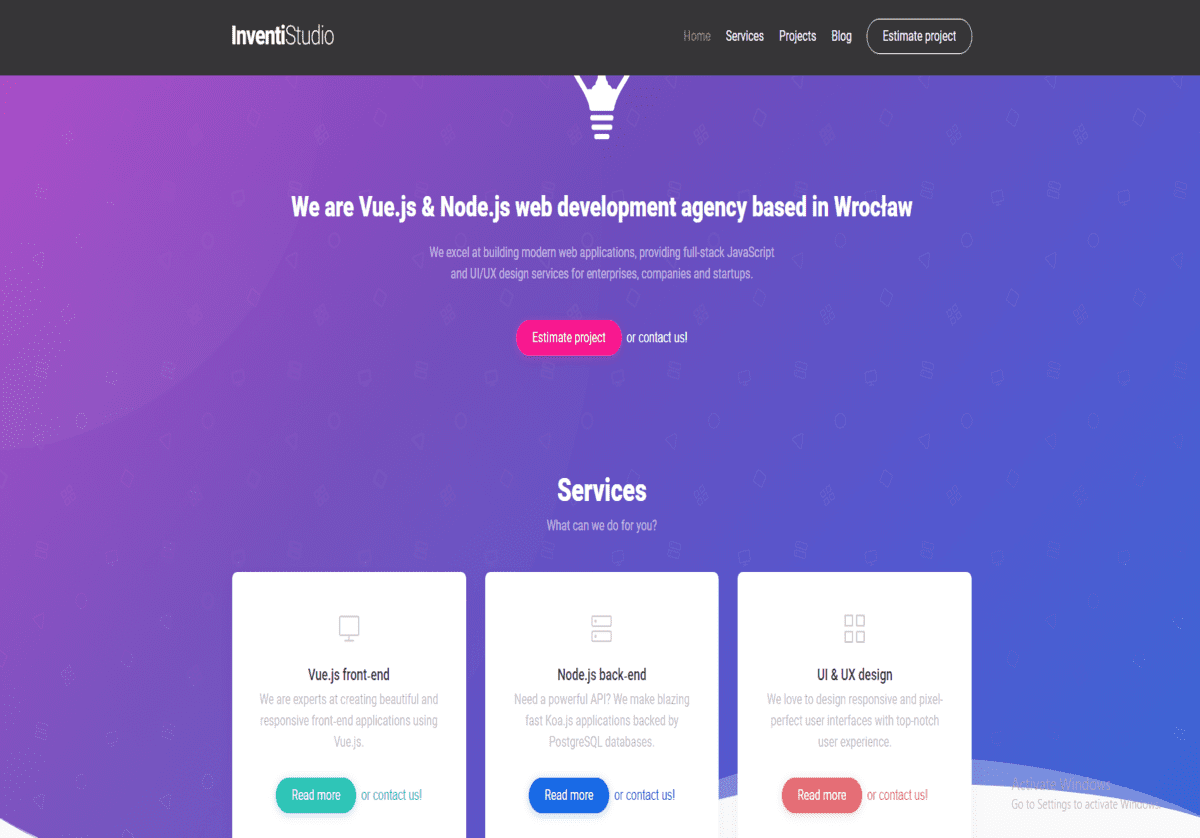 InventiStudio
Home Services Projects Blog Estimate project
We are Vue.js & Node.js web development agency based in Wrocław
We excel at building modern web applications, providing full-stack JavaScript
and UI/UX design services for enterprises, companies and startups.
Estimate project or contact us!
Services
What can we do for you?
Vue.js front-end
We are experts at creating beautiful and
responsive front-end applications using
Vue.js.
Read more or contact us!
Node.js back-end
Need a powerful API? We make blazing
fast Koa.js applications backed by
PostgreSQL databases.
Read more or contact us!
UI & UX design
We love to design responsive and pixel-
perfect user interfaces with top-notch
user experience.
Read more or contact us!
Activate Windows
Go to Settings to activate Windows.